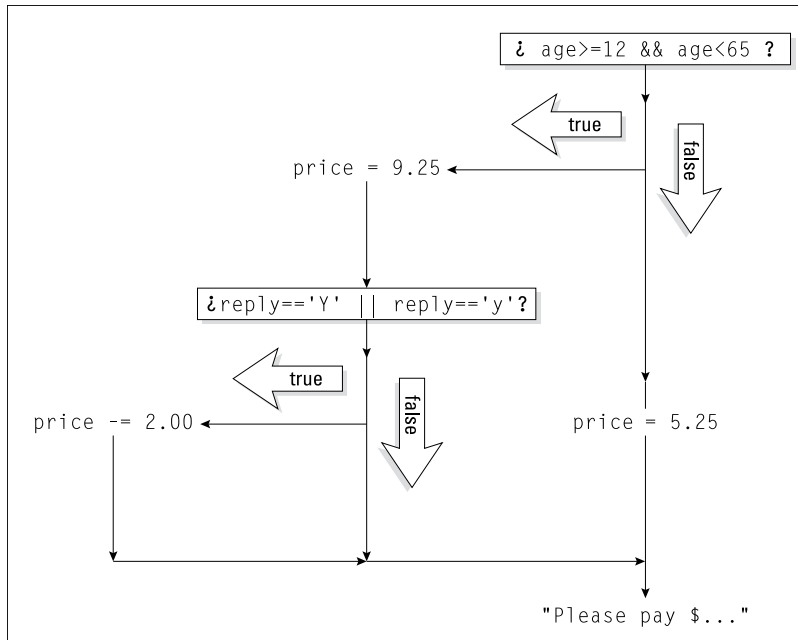 ¿ age>=12 && age<65 ?
true
false
price = 9.25
¿reply=='Y' || reply=='y'?
true
false
price -= 2.00
price = 5.25
"Please pay $..."